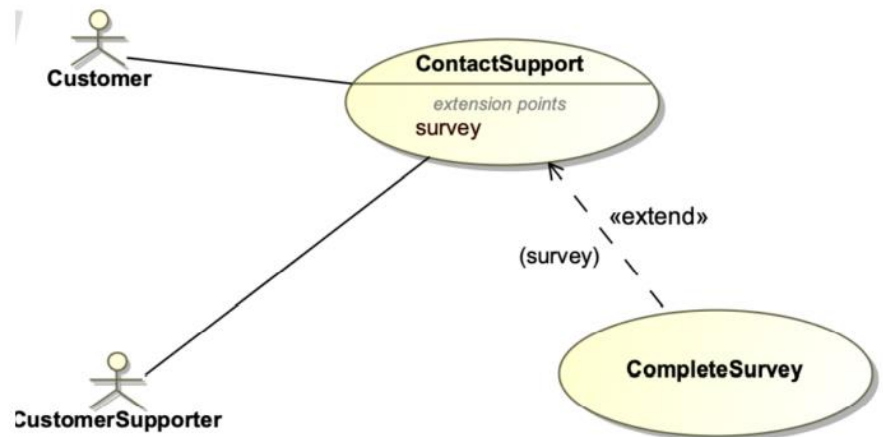 Customer
ContactSupport
extension points
survey
«extend»
(survey)
CompleteSurvey
CustomerSupporter